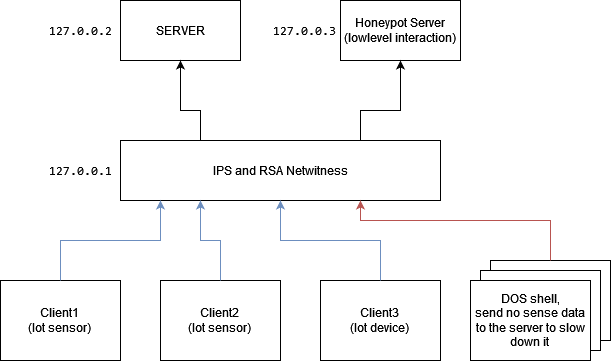 127.0.0.2
SERVER
127.0.0.3
Honeypot Server
(lowlevel interaction)
127.0.0.1
IPS and RSA Netwitness
Client1
(Iot sensor)
Client2
(Iot sensor)
Client3
(Iot device)
DOS shell,
send no sense data
to the server to slow
down it